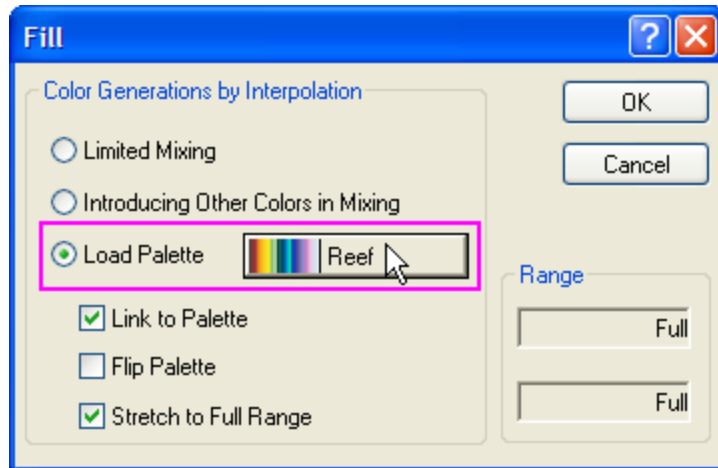 Fill
Color Generations by Interpolation
OK
Limited Mixing
Cancel
Introducing Other Colors in Mixing
Load Palette
Reef
Range
Link to Palette
Full
Flip Palette
Full
Stretch to Full Range